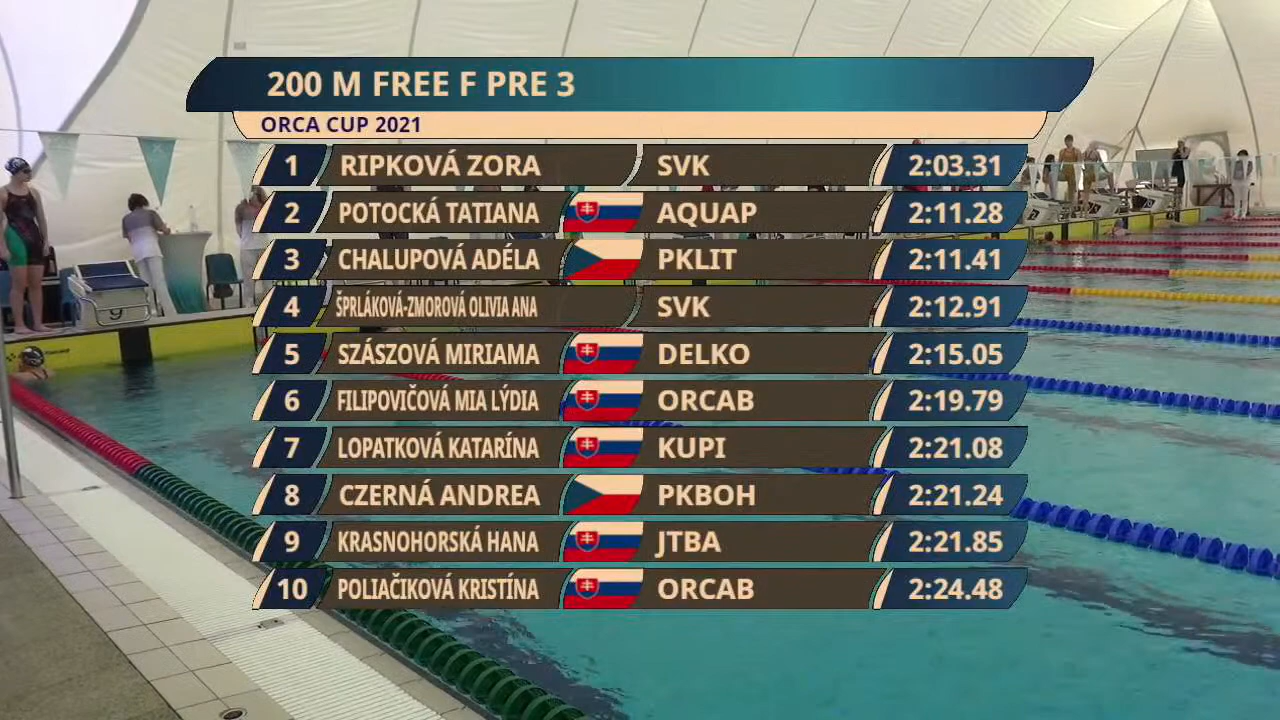 200 M FREE F PRE 3
ORCA CUP 2021
1 RIPKOVÁ ZORA SVK 2:03.31
2 POTOCKÁ TATIANA AQUAP 2:11.28
3 CHALUPOVÁ ADÉLA PKLIT 2:11.41
4 ŠPRLÁKOVÁ-ZMOROVÁ OLIVIA ANA SVK 2:12.91
5 SZÁSZOVÁ MIRIAMA DELKO 2:15.05
6 FILIPOVIČOVÁ MIA LÝDIA ORCAB 2:19.79
7 LOPATKOVÁ KATARÍNA KUPI 2:21.08
8 CZERNÁ ANDREA PKBOH 2:21.24
9 KRASNOHORSKÁ HANA JTBA 2:21.85
10 POLIAČIKOVÁ KRISTÍNA ORCAB 2:24.48